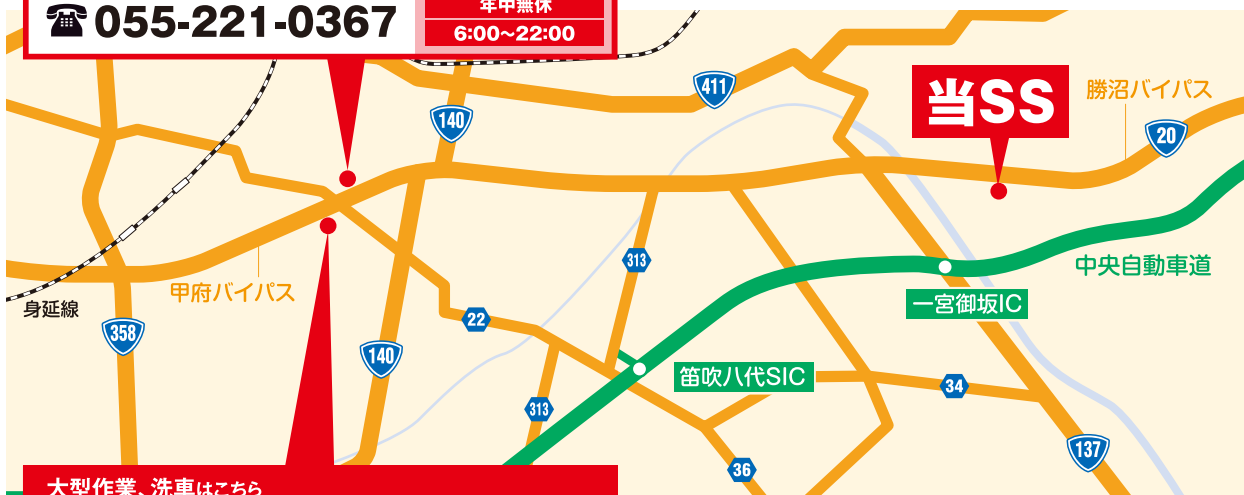 年中無休
055-221-0367
6:00~22:00
411
当SS
勝沼バイパス
140
20
313
中央自動車道
甲府バイパス
身延線
一宮御坂IC
22
358
140
笛吹八代SIC
34
313
137
36
大型作業、洗車はこちら